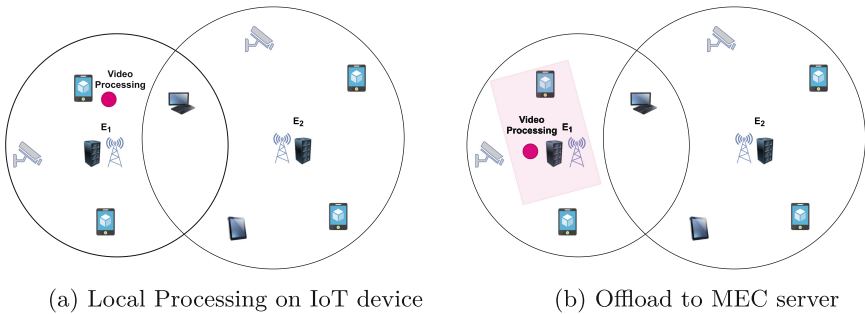 Video
Processing
E1
E2
Video
Processing
E1
E2
(a) Local Processing on IoT device
(b) Offload to MEC server